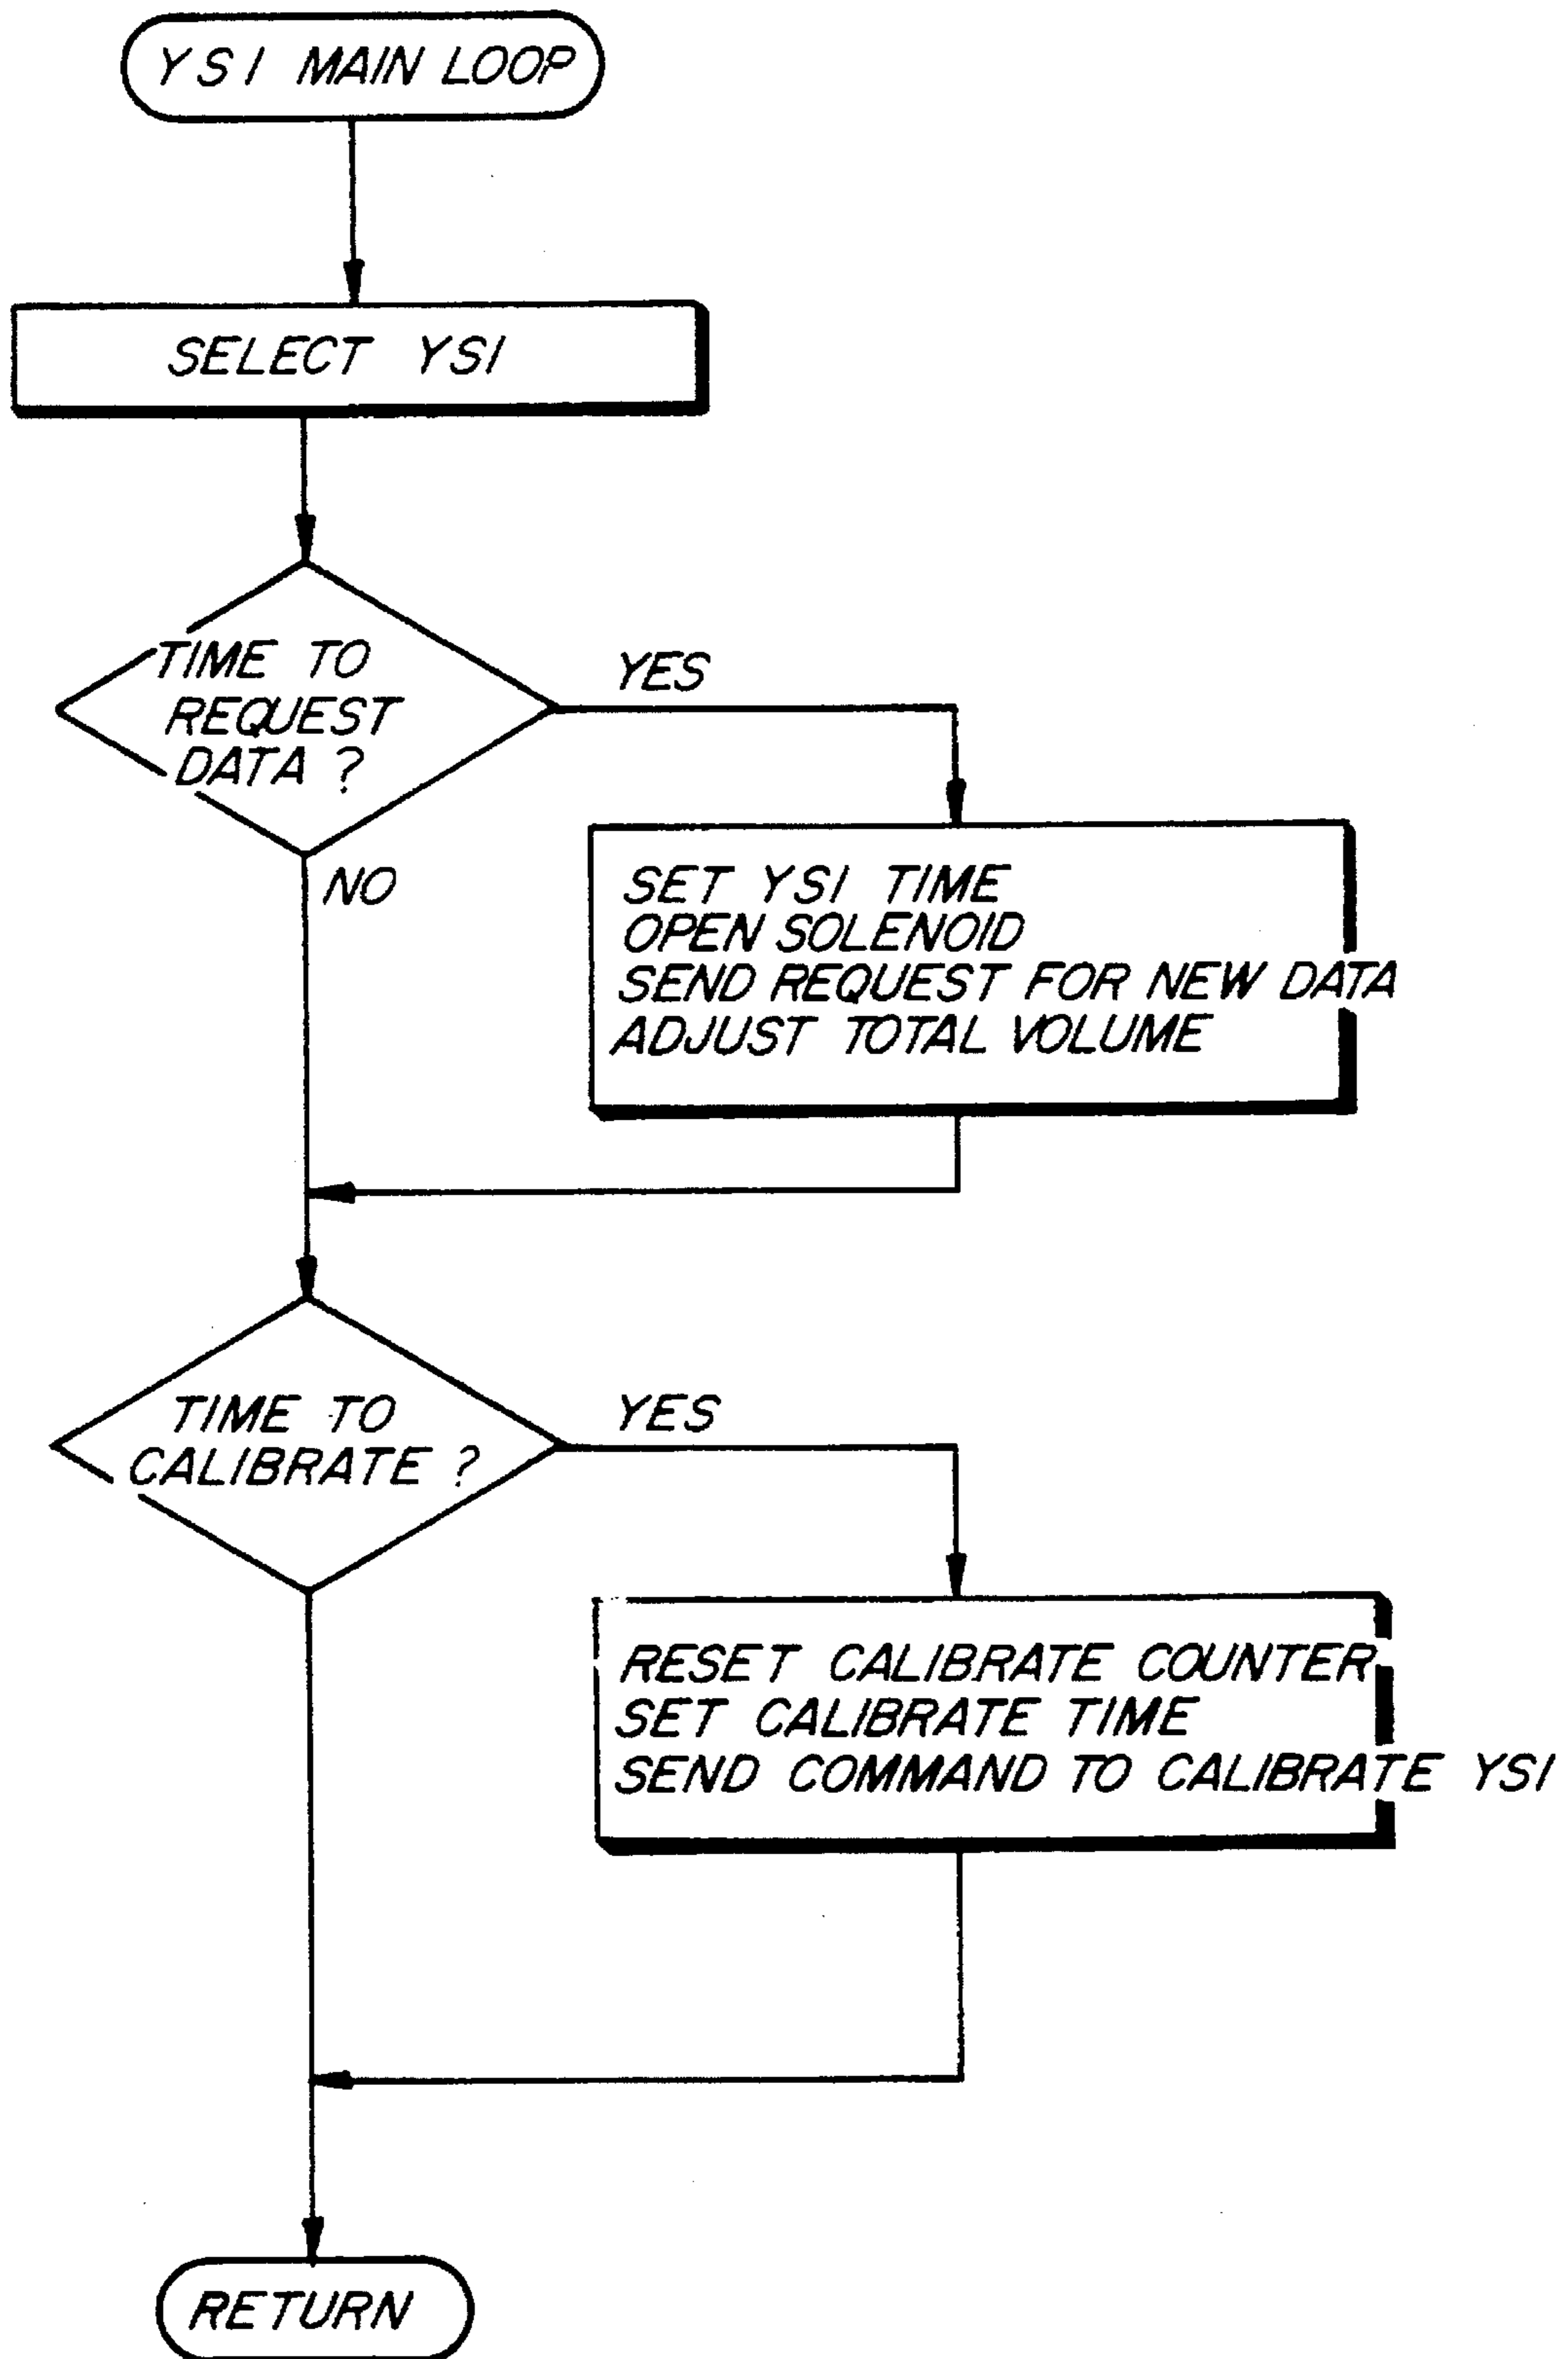 YSI MAIN LOOP
SELECT YSI
TIME TO
REQUEST
DATA ?
YES
NO
SET YSI TIME
OPEN SOLENOID
SEND REQUEST FOR NEW DATA
ADJUST TOTAL VOLUME
TIME TO
CALIBRATE ?
YES
RESET CALIBRATE COUNTER
SET CALIBRATE TIME
SEND COMMAND TO CALIBRATE YSI
RETURN